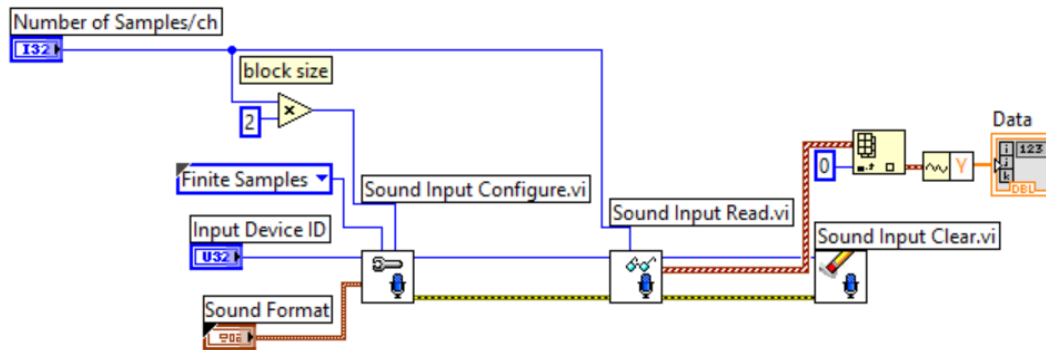 Number of Samples/ch
I32
block size
2
×
Data
i
j
k
123
DBL
0
Y
Finite Samples
Sound Input Configure.vi
Sound Input Read.vi
Input Device ID
U32
Sound Input Clear.vi
Sound Format